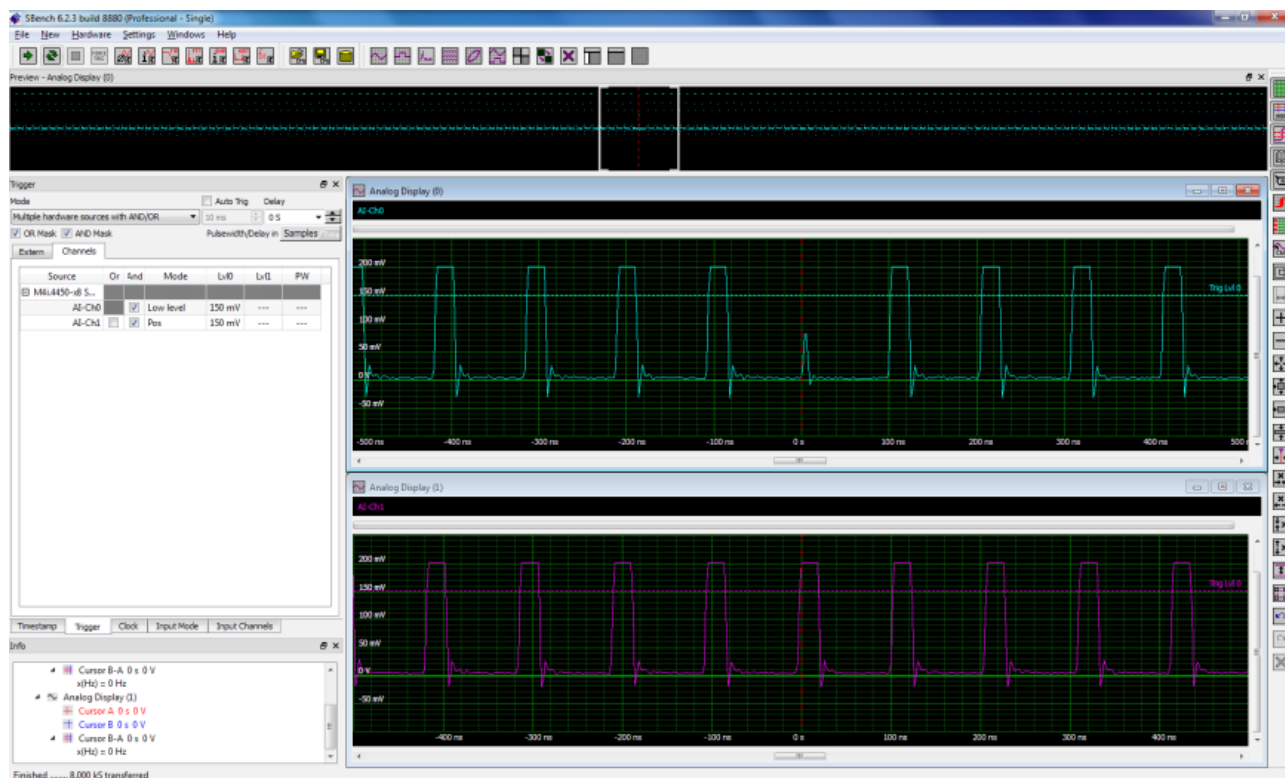 SBench 6.2.3 build 8880 (Professional - Single)
File New Hardware Settings Windows Help
Preview - Analog Display (0)
Trigger
Mode Auto Trig Delay
Multiple hardware sources with AND/OR 10 ms 0 S
OR Mask AND Mask Pulsewidth/Delay in Samples
Extern Channels
Source Or And Mode Lvl0 Lvl1 PW
M4i.4450-x8 S...
AI-Ch0 Low level 150 mV --- ---
AI-Ch1 Pos 150 mV --- ---
Timestamp Trigger Clock Input Mode Input Channels
Info
Cursor B-A 0 s 0 V
x(Hz) = 0 Hz
Analog Display (1)
Cursor A 0 s 0 V
Cursor B 0 s 0 V
Cursor B-A 0 s 0 V
x(Hz) = 0 Hz
Analog Display (0)
AI-Ch0
200 mV
150 mV
Trig Lvl 0
100 mV
50 mV
0 V
-50 mV
-500 ns -400 ns -300 ns -200 ns -100 ns 0 s 100 ns 200 ns 300 ns 400 ns 500 n
Analog Display (1)
AI-Ch1
200 mV
150 mV
Trig Lvl 0
100 mV
50 mV
0 V
-50 mV
-400 ns -300 ns -200 ns -100 ns 0 s 100 ns 200 ns 300 ns 400 ns
Finished 8.000 kS transferred